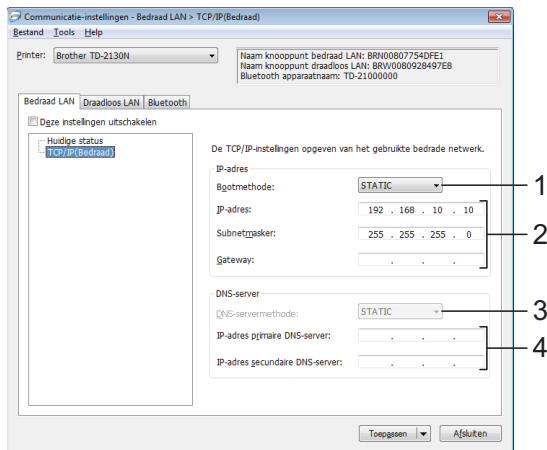 Communicatie-instellingen - Bedraad LAN > TCP/IP(Bedraad)
Bestand Tools Help
Printer: Brother TD-2130N
Naam knooppunt bedraad LAN: BRN00807754DFE1
Naam knooppunt draadloos LAN: BRW0080928497EB
Bluetooth apparaatnaam: TD-21000000
Bedraad LAN Draadloos LAN Bluetooth
Deze instellingen uitschakelen
Huidige status
TCP/IP(Bedraad)
De TCP/IP-instellingen opgeven van het gebruikte bedrade netwerk.
IP-adres
Bootmethode: STATIC 1
IP-adres: 192 . 168 . 10 . 10
Subnetmasker: 255 . 255 . 255 . 0
2
Gateway: . . .
DNS-server
DNS-servermethode: STATIC 3
IP-adres primaire DNS-server: . . .
4
IP-adres secundaire DNS-server: . . .
Toepassen Afsluiten